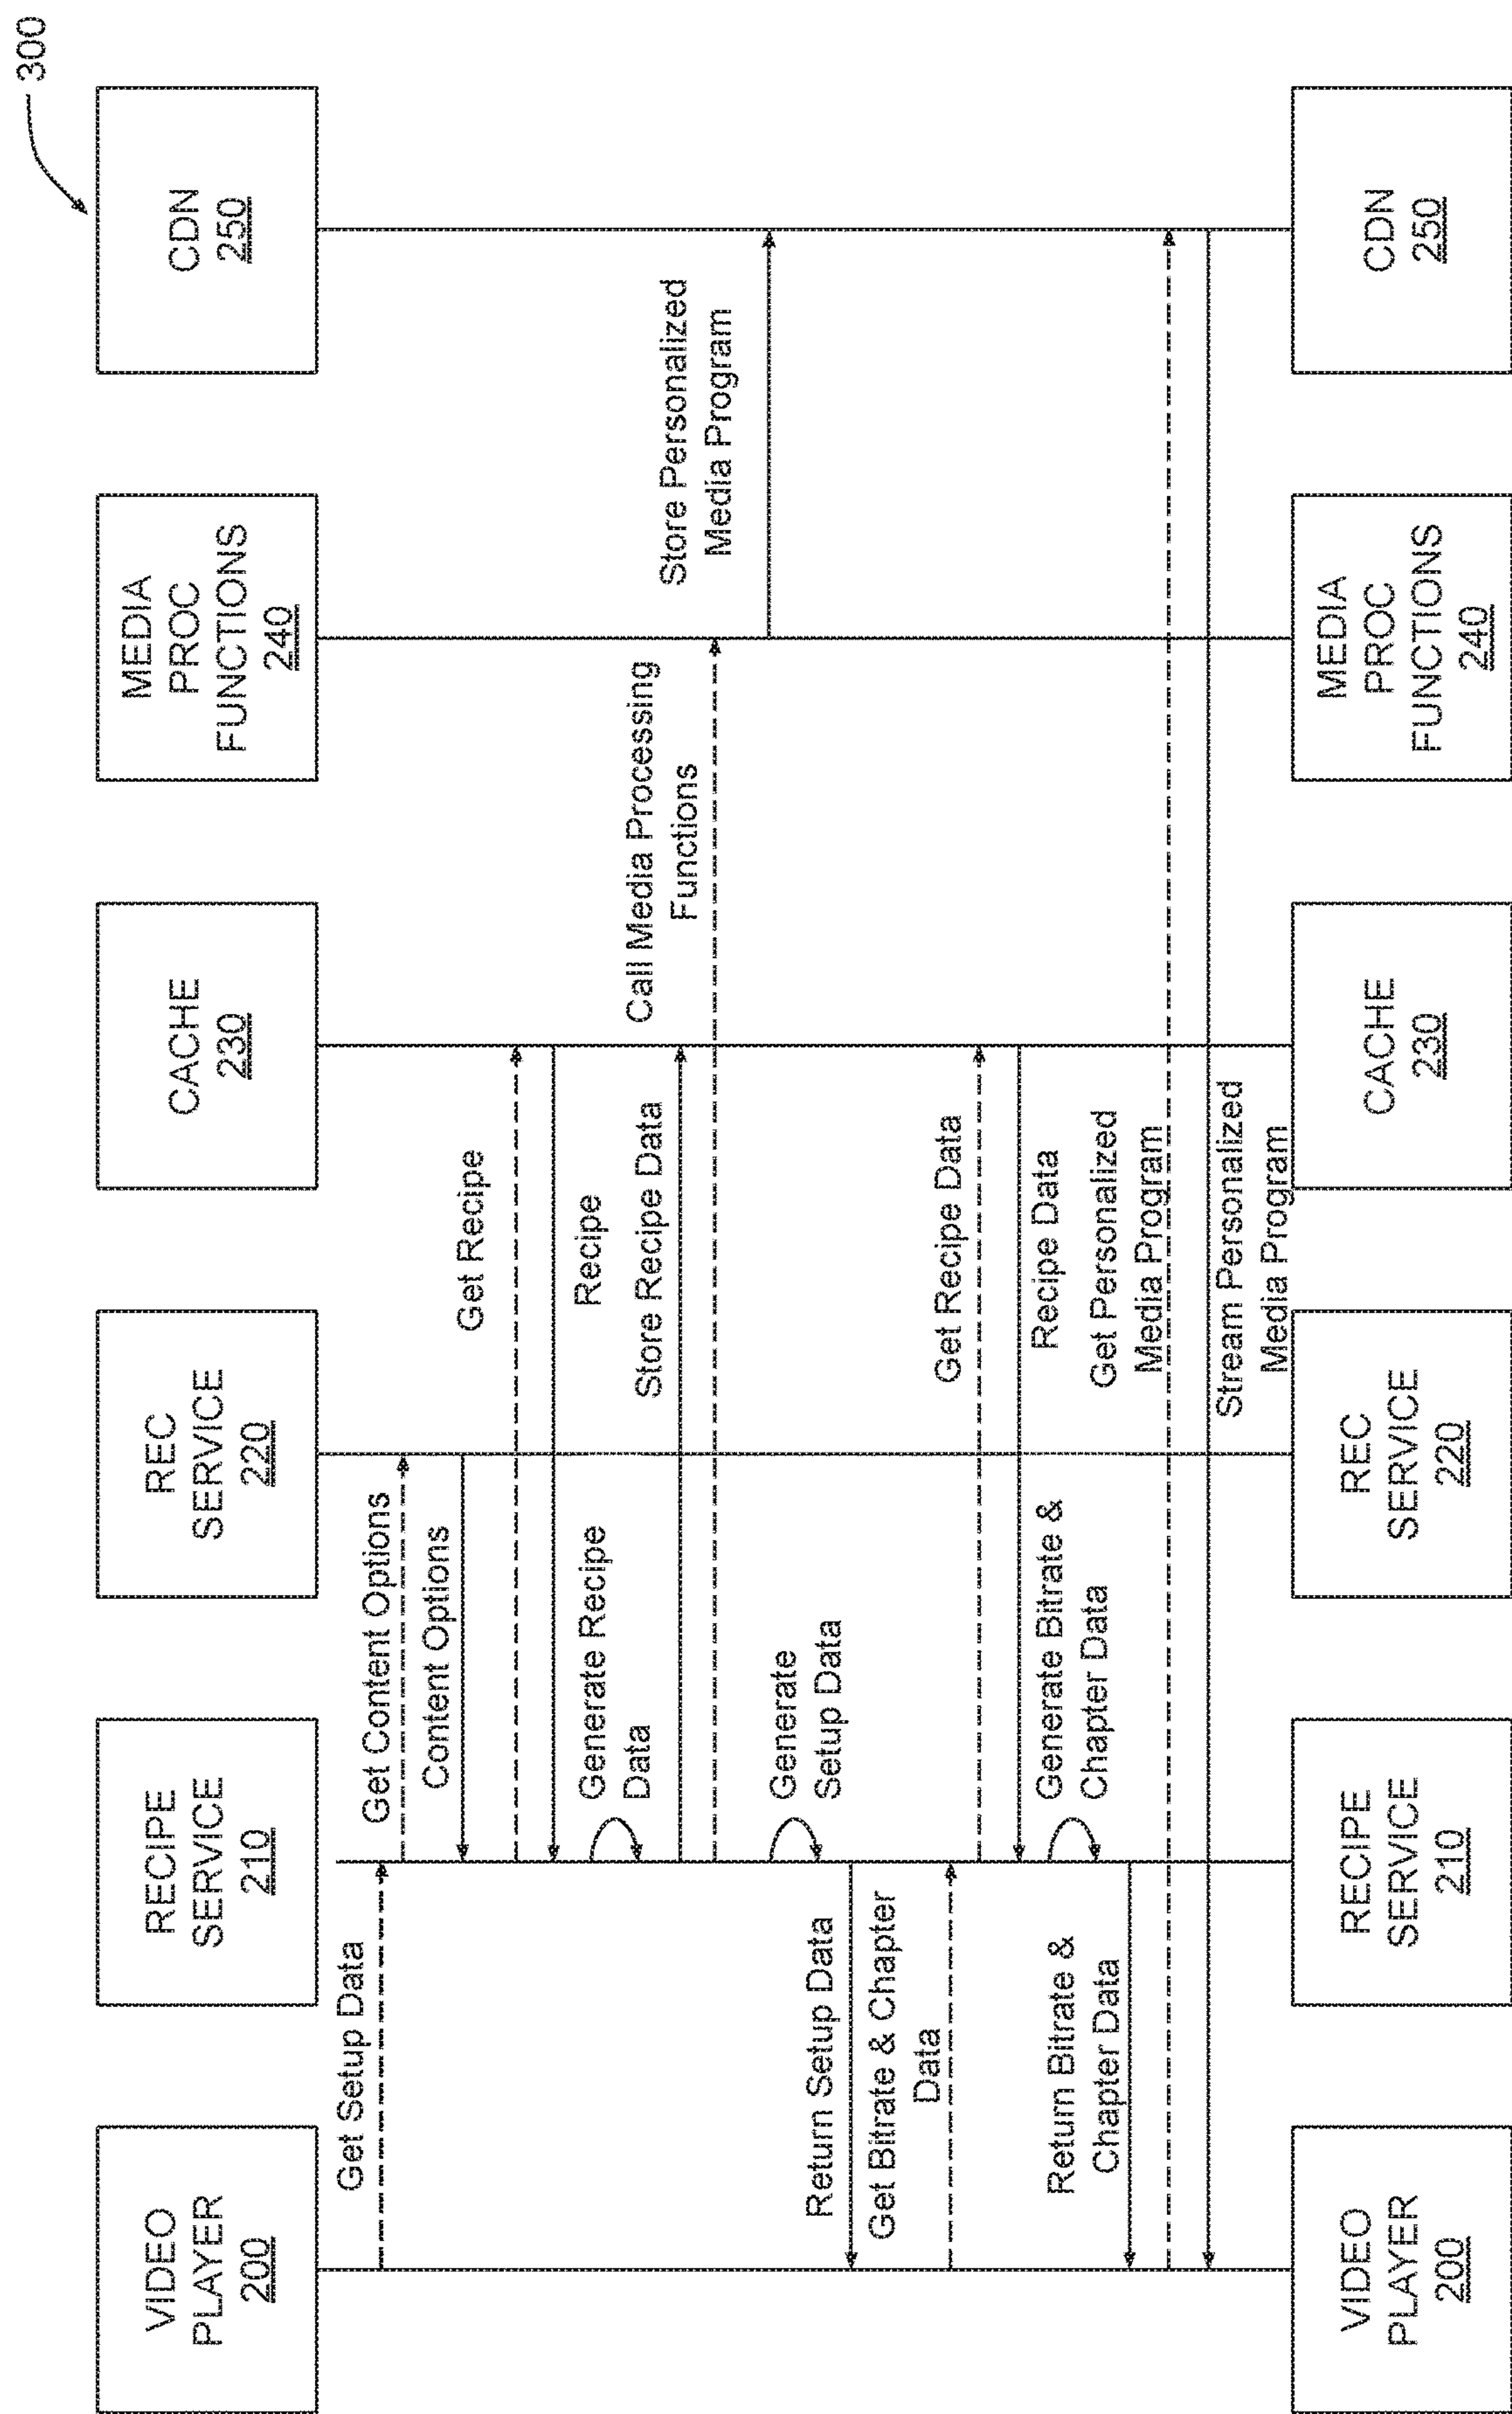 300
VIDEO
PLAYER
200
RECIPE
SERVICE
210
REC
SERVICE
220
CACHE
230
MEDIA
PROC
FUNCTIONS
240
CDN
250
Get Setup Data
Get Content Options
Content Options
Get Recipe
Recipe
Generate Recipe
Data
Store Recipe Data
Call Media Processing
Functions
Store Personalized
Media Program
Generate
Setup Data
Return Setup Data
Get Bitrate & Chapter
Data
Get Recipe Data
Recipe Data
Generate Bitrate &
Chapter Data
Return Bitrate &
Chapter Data
Get Personalized
Media Program
Stream Personalized
Media Program
VIDEO
PLAYER
200
RECIPE
SERVICE
210
REC
SERVICE
220
CACHE
230
MEDIA
PROC
FUNCTIONS
240
CDN
250